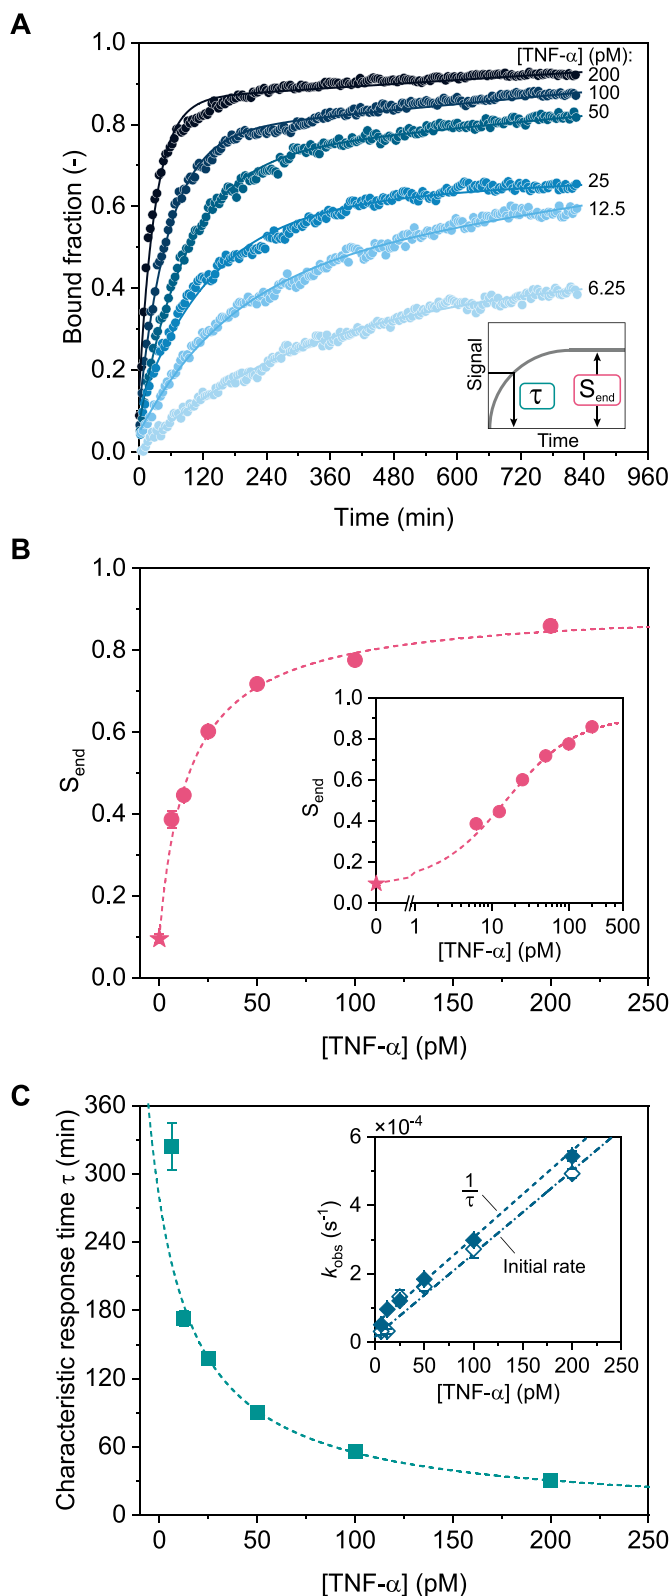 A
[TNF-α] (pM):
200
100
50
25
12.5
6.25
1.0
0.8
0.6
0.4
0.2
0.0
Bound fraction (-)
0 120 240 360 480 600 720 840 960
Time (min)
Signal
τ
S_end
Time
B
1.0
0.8
0.6
0.4
0.2
0.0
S_end
0 50 100 150 200 250
[TNF-α] (pM)
1.0
0.8
0.6
0.4
0.2
0.0
S_end
0 1 10 100 500
[TNF-α] (pM)
C
360
330
270
240
180
90
60
0
Characteristic response time τ (min)
0 50 100 150 200 250
[TNF-α] (pM)
×10⁻⁴
6
4
2
0
k_obs (s⁻¹)
1/τ
Initial rate
0 50 100 150 200 250
[TNF-α] (pM)